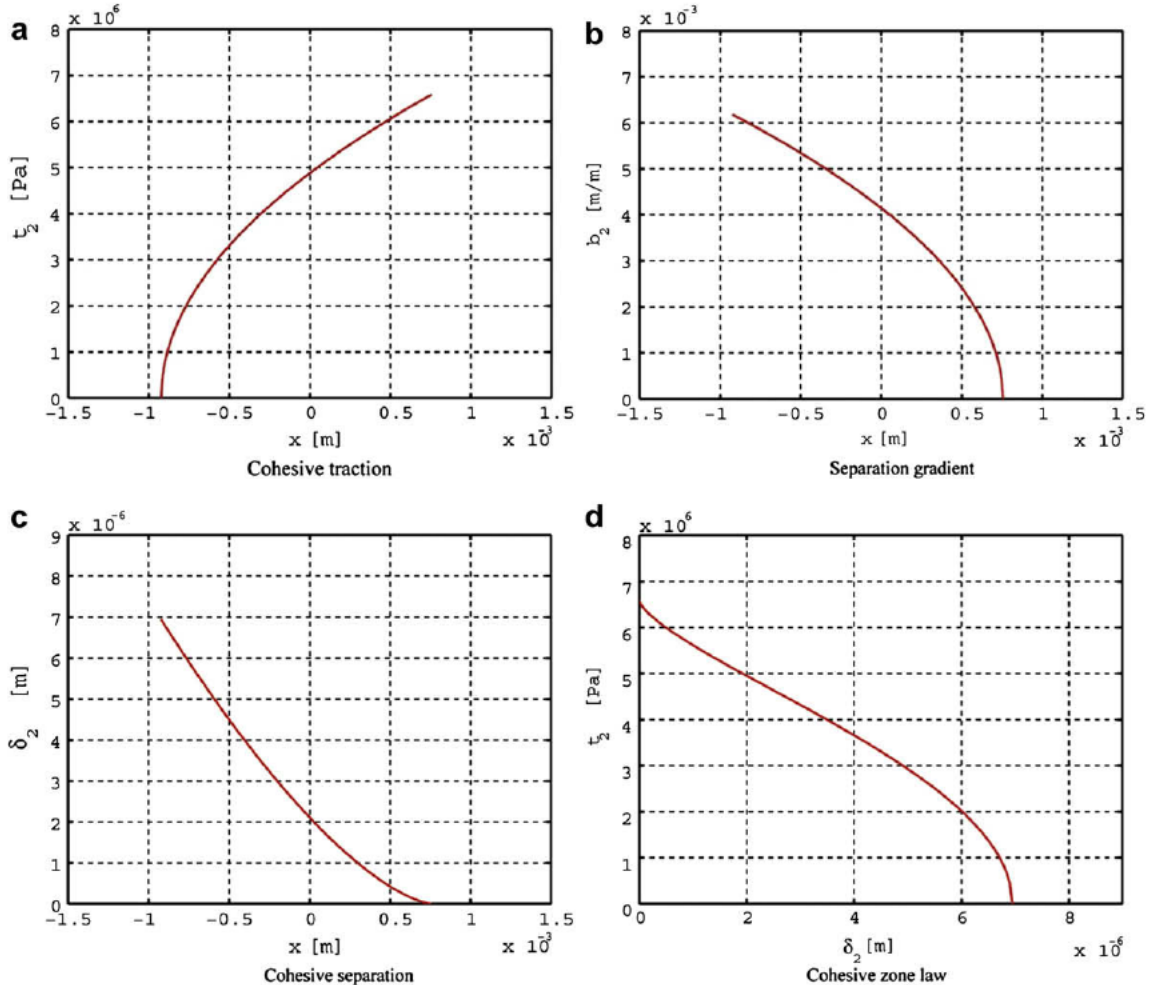 a
x 10^6
8
7
6
5
4
3
2
1
0
t_2 [Pa]
-1.5 -1 -0.5 0 0.5 1 1.5
x [m] x 10^-3
Cohesive traction
b
x 10^-3
8
7
6
5
4
3
2
1
0
b_2 [m/m]
-1.5 -1 -0.5 0 0.5 1 1.5
x [m] x 10^-3
Separation gradient
c
x 10^-6
9
8
7
6
5
4
3
2
1
0
δ_2 [m]
-1.5 -1 -0.5 0 0.5 1 1.5
x [m] x 10^-3
Cohesive separation
d
x 10^6
8
7
6
5
4
3
2
1
0
t_2 [Pa]
0 2 4 6 8
δ_2 [m] x 10^-6
Cohesive zone law